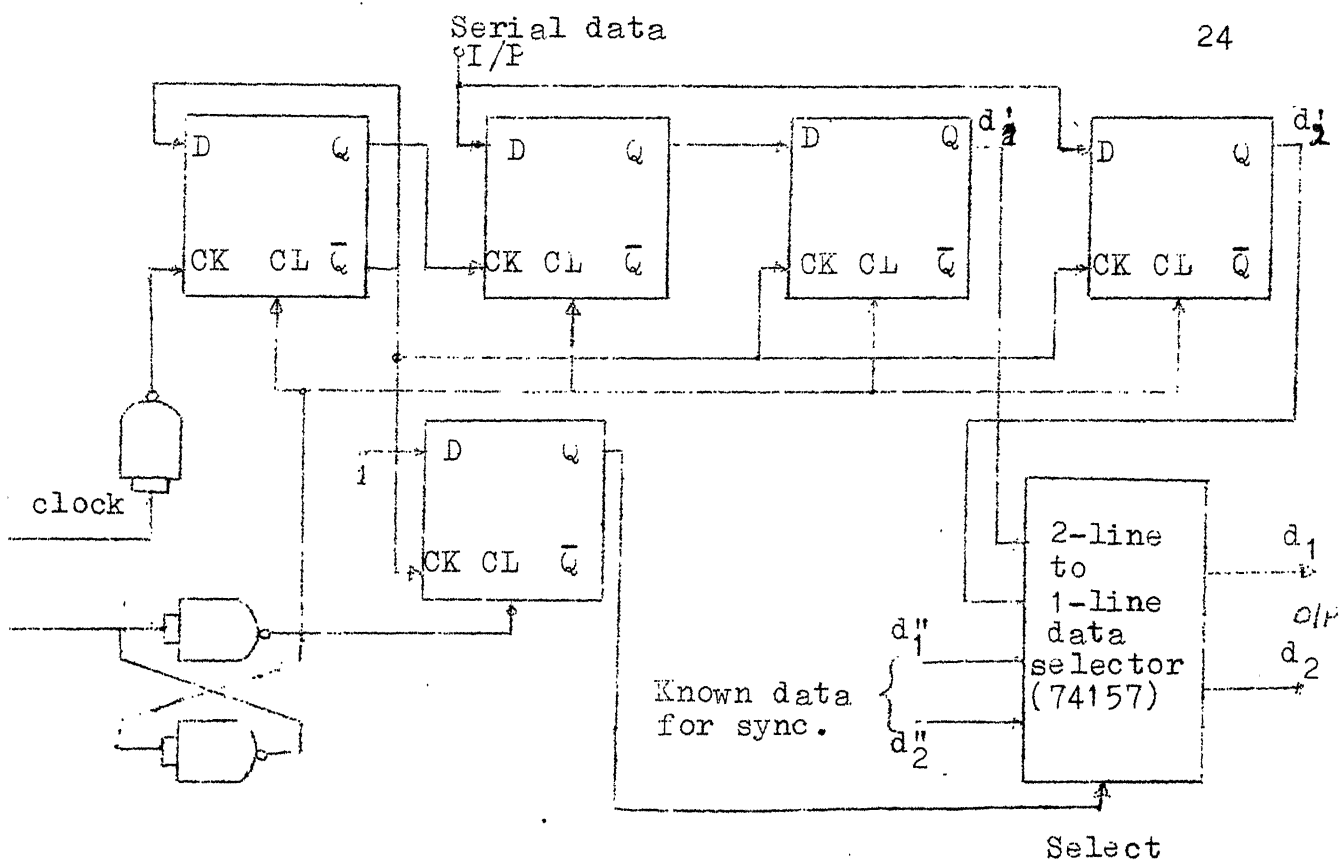 24
Serial data
I/P
D Q
CK CL Q̅
D Q
CK CL Q̅
D Q
CK CL Q̅
d'1
D Q
CK CL Q̅
d'2
clock
1
D Q
CK CL Q̅
2-line
to
1-line
data
selector
(74157)
d1
O/P
d2
Known data
for sync.
d"1
d"2
Select